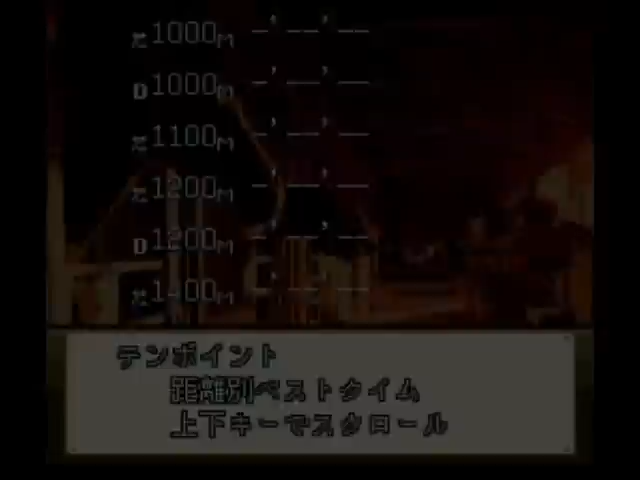 芝1000M -'--'--
D1000M -'--'--
芝1100M -'--'--
芝1200M -'--'--
D1200M -'--'--
芝1400M -'--'--
テンポイント
距離別ベストタイム
上下キーでスクロール